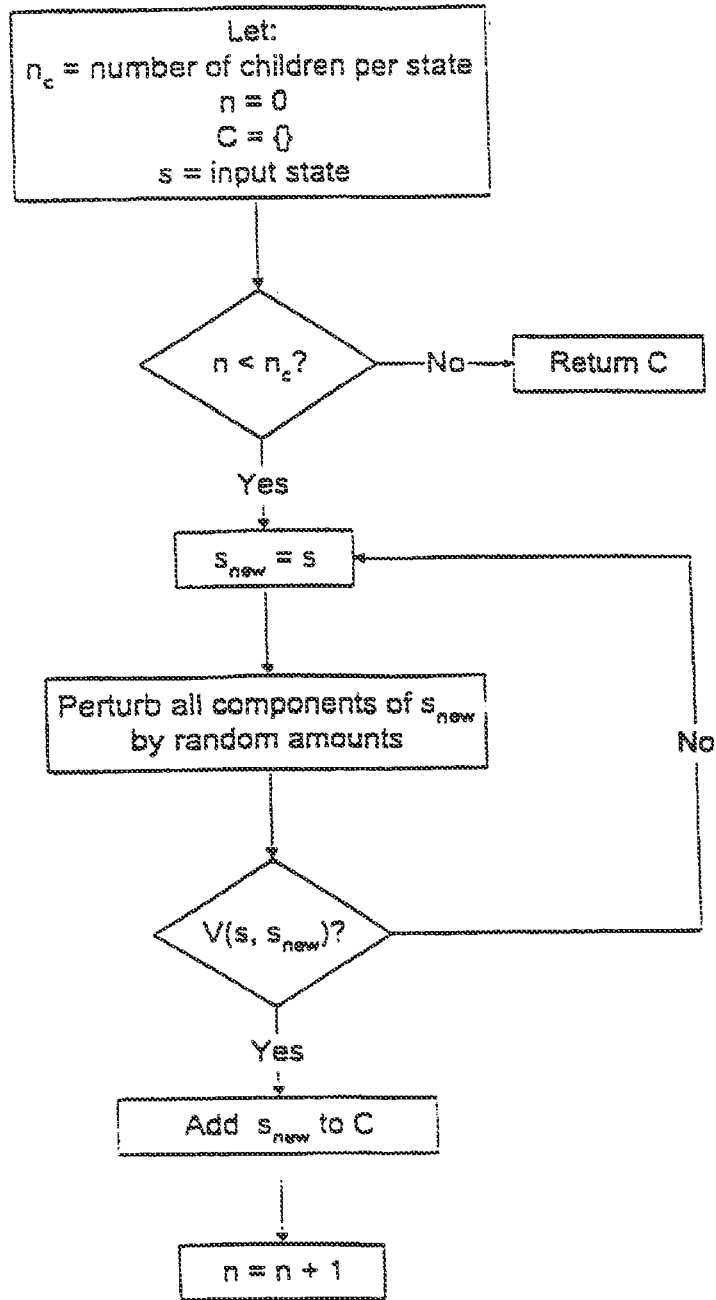 Let:
n_c = number of children per state
n = 0
C = {}
s = input state
n < n_c?
No
Return C
Yes
s_new = s
Perturb all components of s_new
by random amounts
No
V(s, s_new)?
Yes
Add s_new to C
n = n + 1